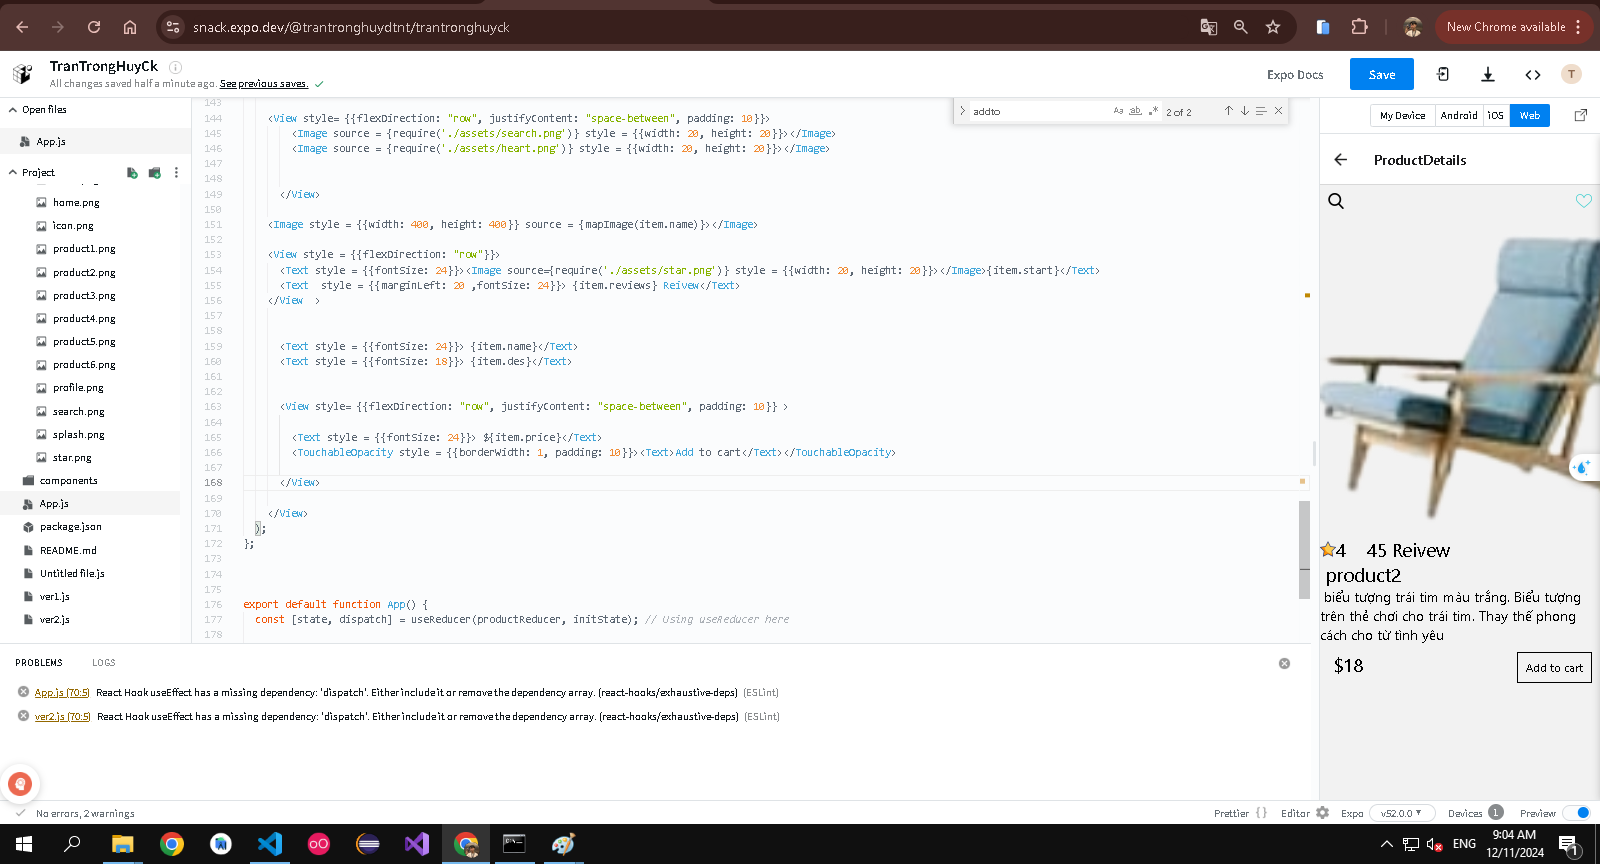 snack.expo.dev/@trantronghuydtnt/trantronghuyck
New Chrome available
TranTrongHuyCk
All changes saved half a minute ago. See previous saves.
Expo Docs
Save
T
Open files
App.js
Project
home.png
icon.png
product1.png
product2.png
product3.png
product4.png
product5.png
product6.png
profile.png
search.png
splash.png
star.png
components
App.js
package.json
README.md
Untitled file.js
ver1.js
ver2.js
addto
Aa
ab
2 of 2
143
144 <View style= {{flexDirection: "row", justifyContent: "space-between", padding: 10}}>
145 <Image source = {require('./assets/search.png')} style = {{width: 20, height: 20}}></Image>
146 <Image source = {require('./assets/heart.png')} style = {{width: 20, height: 20}}></Image>
147
148
149 </View>
150
151 <Image style = {{width: 400, height: 400}} source = {mapImage(item.name)}></Image>
152
153 <View style = {{flexDirection: "row"}}>
154 <Text style = {{fontSize: 24}}><Image source={require('./assets/star.png')} style = {{width: 20, height: 20}}></Image>{item.start}</Text>
155 <Text  style = {{marginLeft: 20 ,fontSize: 24}}> {item.reviews} Reivew</Text>
156 </View  >
157
158
159 <Text style = {{fontSize: 24}}> {item.name}</Text>
160 <Text style = {{fontSize: 18}}> {item.des}</Text>
161
162
163 <View style= {{flexDirection: "row", justifyContent: "space-between", padding: 10}} >
164
165 <Text style = {{fontSize: 24}}> ${item.price}</Text>
166 <TouchableOpacity style = {{borderWidth: 1, padding: 10}}><Text>Add to cart</Text></TouchableOpacity>
167
168 </View>
169
170 </View>
171 );
172 };
173
174
175
176 export default function App() {
177 const [state, dispatch] = useReducer(productReducer, initState); // Using useReducer here
178
My Device
Android
iOS
Web
ProductDetails
4 45 Reivew
product2
biểu tượng trái tim màu trắng. Biểu tượng
trên thẻ chơi cho trái tim. Thay thế phong
cách cho từ tình yêu
$18
Add to cart
PROBLEMS
LOGS
App.js (70:5) React Hook useEffect has a missing dependency: 'dispatch'. Either include it or remove the dependency array. (react-hooks/exhaustive-deps) (ESLint)
ver2.js (70:5) React Hook useEffect has a missing dependency: 'dispatch'. Either include it or remove the dependency array. (react-hooks/exhaustive-deps) (ESLint)
No errors, 2 warnings
Prettier { }
Editor
Expo
v52.0.0
Devices
1
Preview
ENG
9:04 AM
12/11/2024
1